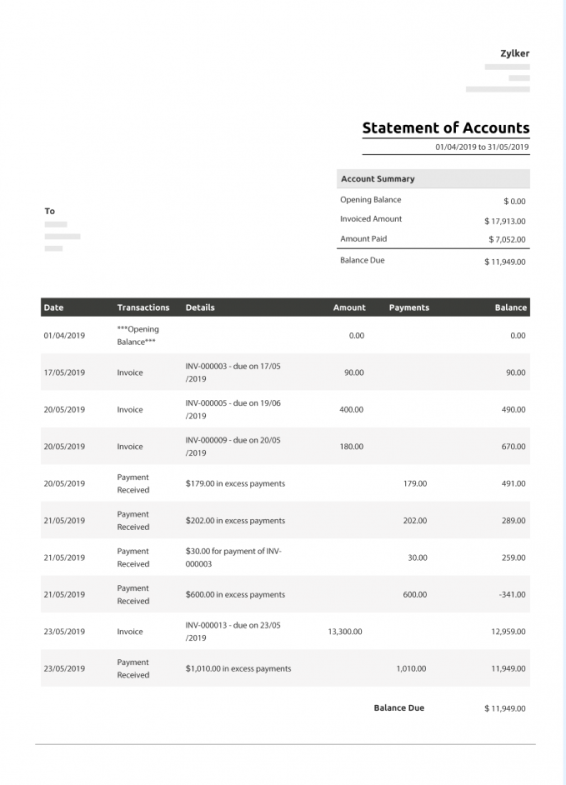 Zylker
Statement of Accounts
01/04/2019 to 31/05/2019
Account Summary
Opening Balance $ 0.00
Invoiced Amount $ 17,913.00
Amount Paid $ 7,052.00
Balance Due $ 11,949.00
To
Date Transactions Details Amount Payments Balance
01/04/2019 ***Opening Balance*** 0.00 0.00
17/05/2019 Invoice INV-000003 - due on 17/05 /2019 90.00 90.00
20/05/2019 Invoice INV-000005 - due on 19/06 /2019 400.00 490.00
20/05/2019 Invoice INV-000009 - due on 20/05 /2019 180.00 670.00
20/05/2019 Payment Received $179.00 in excess payments 179.00 491.00
21/05/2019 Payment Received $202.00 in excess payments 202.00 289.00
21/05/2019 Payment Received $30.00 for payment of INV-000003 30.00 259.00
21/05/2019 Payment Received $600.00 in excess payments 600.00 -341.00
23/05/2019 Invoice INV-000013 - due on 23/05 /2019 13,300.00 12,959.00
23/05/2019 Payment Received $1,010.00 in excess payments 1,010.00 11,949.00
Balance Due $ 11,949.00